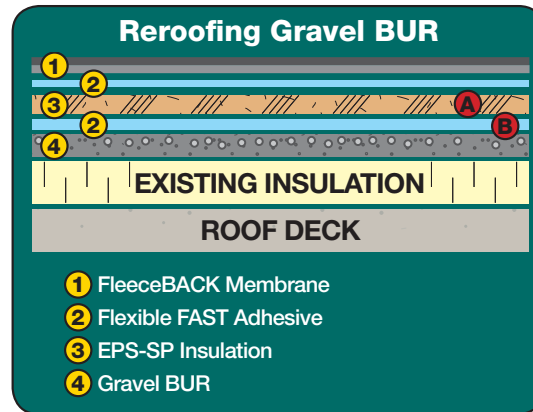 Reroofing Gravel BUR
1
2
3 A
2 B
4
EXISTING INSULATION
ROOF DECK
1 FleeceBACK Membrane
2 Flexible FAST Adhesive
3 EPS-SP Insulation
4 Gravel BUR